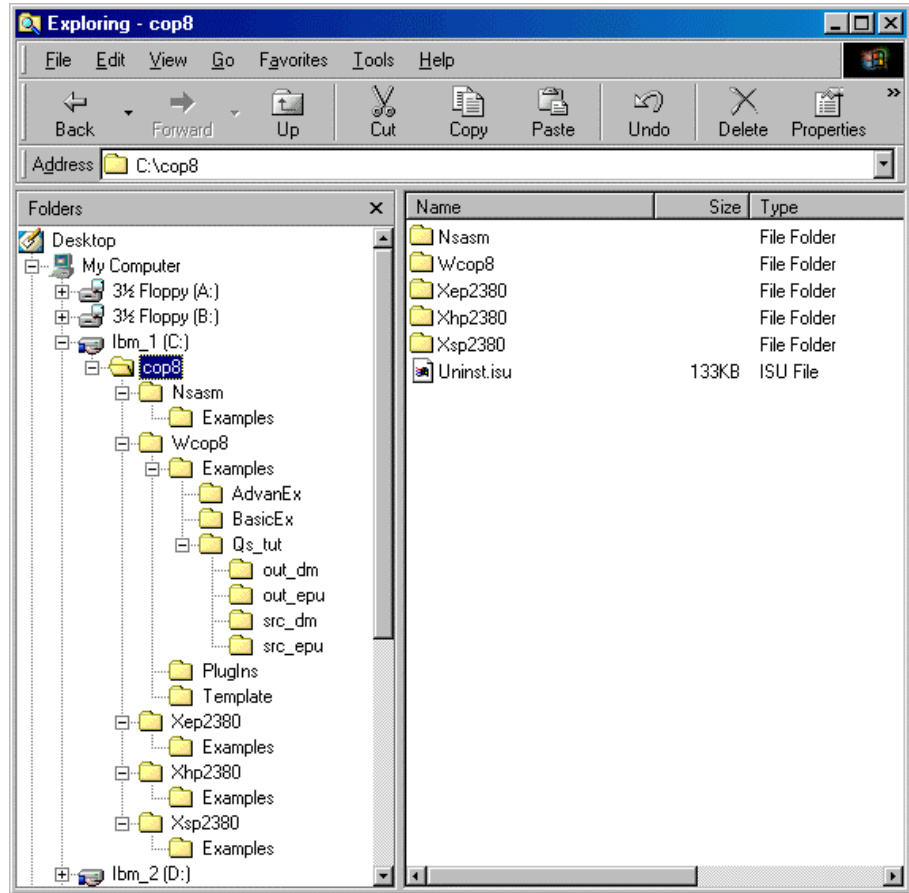 Exploring - cop8
File Edit View Go Favorites Tools Help
Back Forward Up Cut Copy Paste Undo Delete Properties »
Address C:\cop8
Folders
Desktop
My Computer
3½ Floppy (A:)
3½ Floppy (B:)
Ibm_1 (C:)
cop8
Nsasm
Examples
Wcop8
Examples
AdvanEx
BasicEx
Qs_tut
out_dm
out_epu
src_dm
src_epu
PlugIns
Template
Xep2380
Examples
Xhp2380
Examples
Xsp2380
Examples
Ibm_2 (D:)
Name Size Type
Nsasm File Folder
Wcop8 File Folder
Xep2380 File Folder
Xhp2380 File Folder
Xsp2380 File Folder
Uninst.isu 133KB ISU File